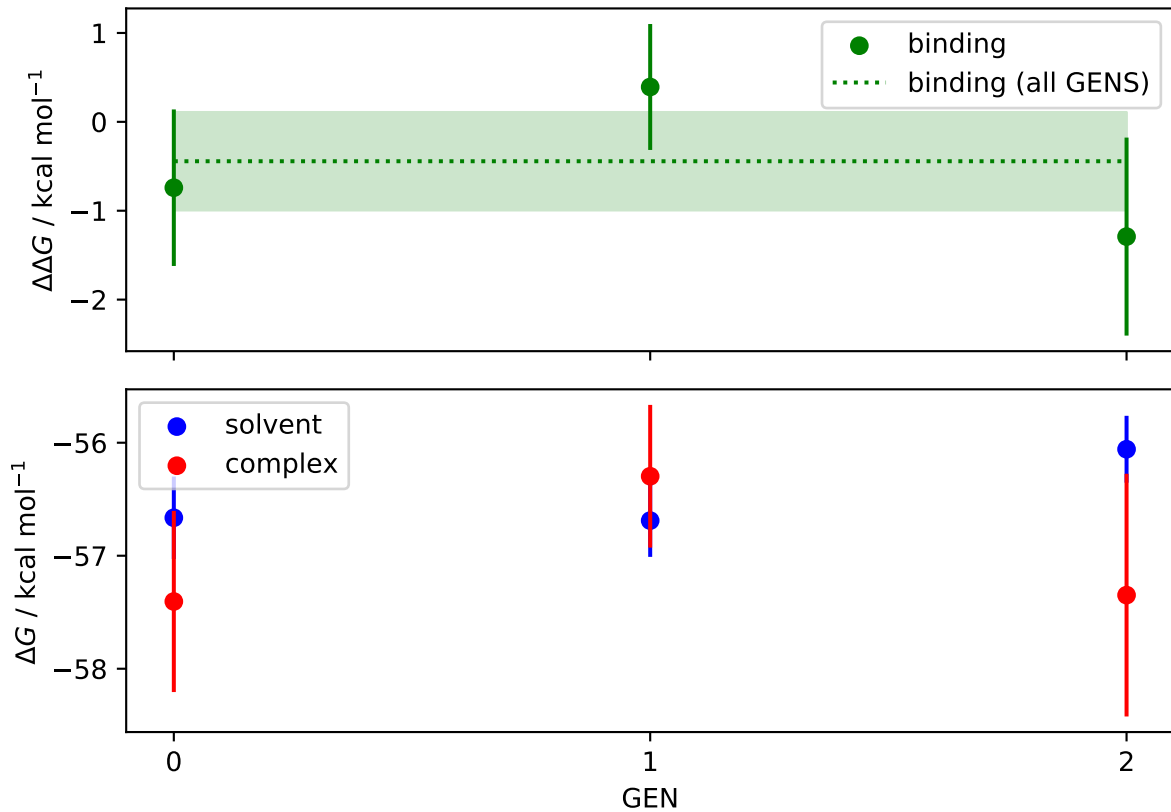 1
0
−1
−2
ΔΔG / kcal mol⁻¹
binding
binding (all GENS)
−56
−57
−58
ΔG / kcal mol⁻¹
solvent
complex
0 1 2
GEN